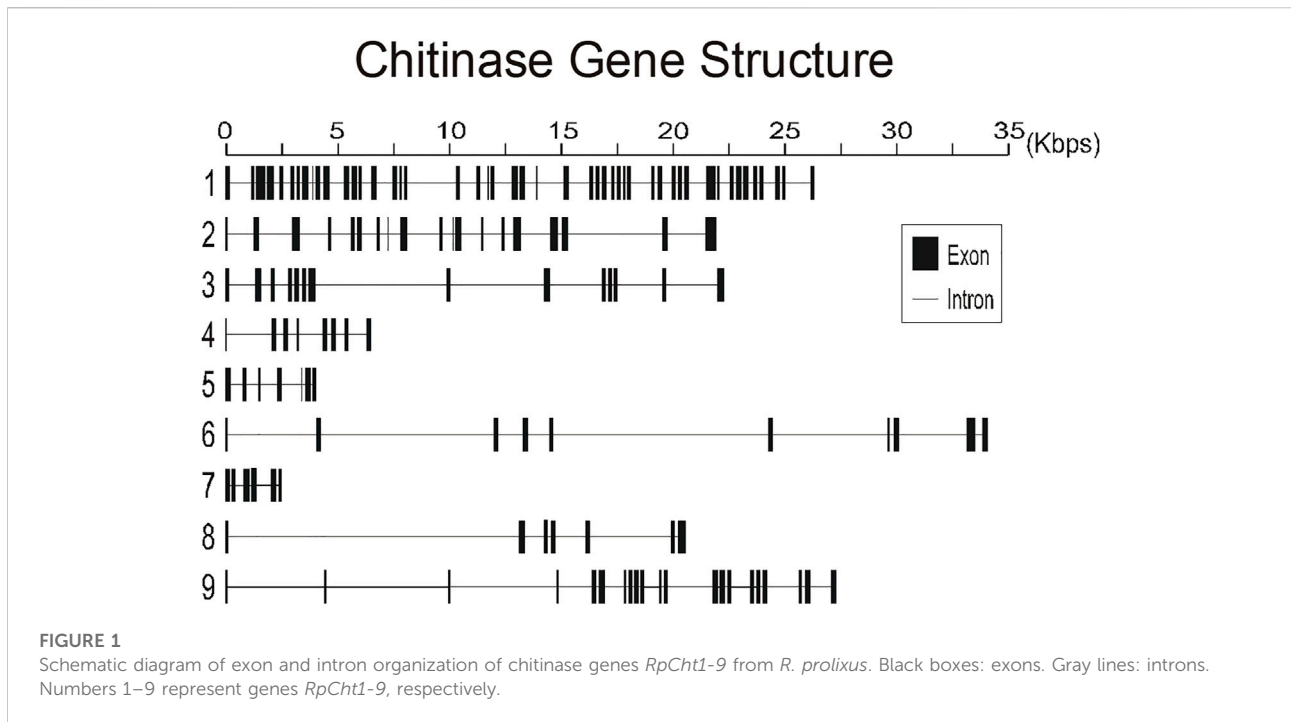 Chitinase Gene Structure
0 5 10 15 20 25 30 35 (Kbps)
1
2
Exon
Intron
3
4
5
6
7
8
9
FIGURE 1
Schematic diagram of exon and intron organization of chitinase genes RpCht1-9 from R. prolixus. Black boxes: exons. Gray lines: introns.
Numbers 1–9 represent genes RpCht1-9, respectively.